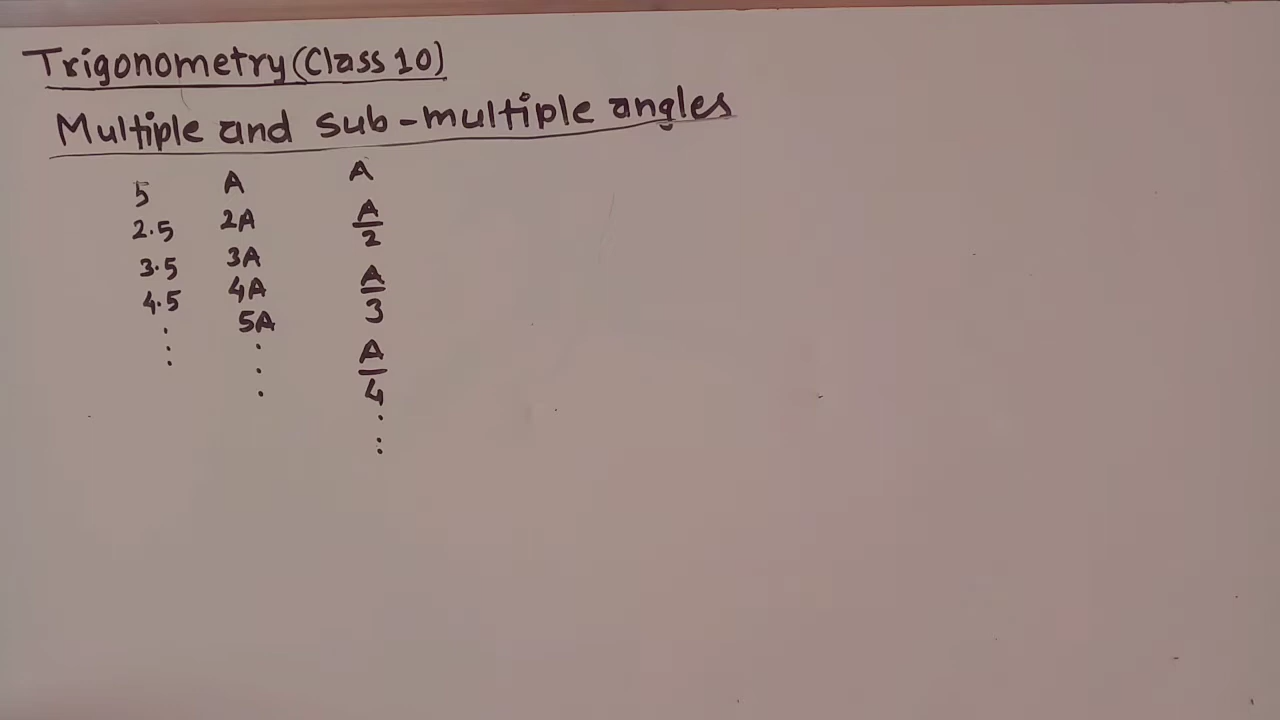 Trigonometry (Class 10)
Multiple and sub-multiple angles
5 A A
2.5 2A A/2
3.5 3A A/3
4.5 4A A/4
5A